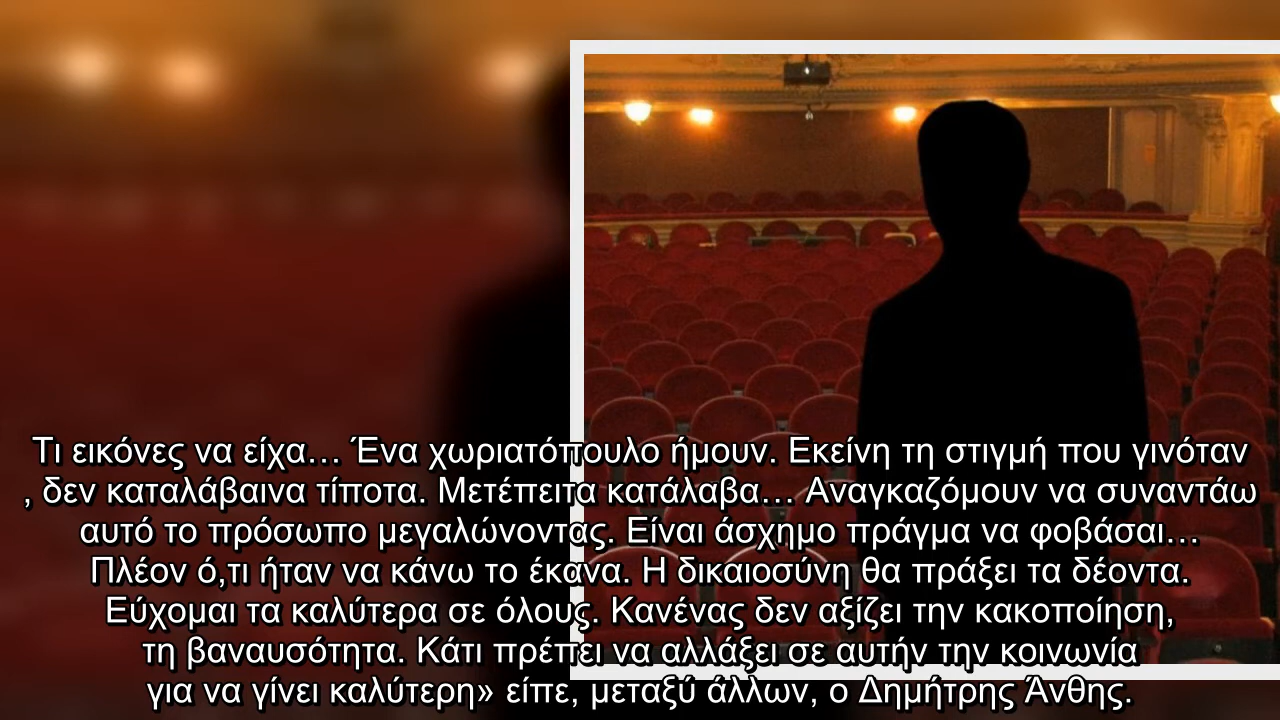 Τι εικόνες να είχα… Ένα χωριατόπουλο ήμουν. Εκείνη τη στιγμή που γινόταν
, δεν καταλάβαινα τίποτα. Μετέπειτα κατάλαβα… Αναγκαζόμουν να συναντάω
αυτό το πρόσωπο μεγαλώνοντας. Είναι άσχημο πράγμα να φοβάσαι…
Πλέον ό,τι ήταν να κάνω το έκανα. Η δικαιοσύνη θα πράξει τα δέοντα.
Εύχομαι τα καλύτερα σε όλους. Κανένας δεν αξίζει την κακοποίηση,
τη βαναυσότητα. Κάτι πρέπει να αλλάξει σε αυτήν την κοινωνία
για να γίνει καλύτερη» είπε, μεταξύ άλλων, ο Δημήτρης Άνθης.